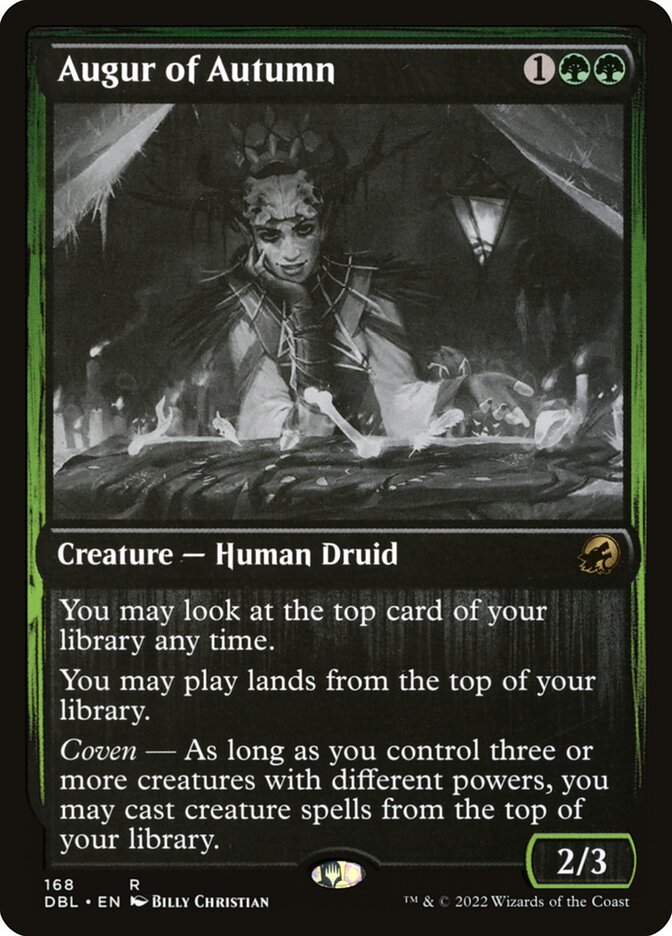 Augur of Autumn 1
Creature — Human Druid
You may look at the top card of your
library any time.
You may play lands from the top of your
library.
Coven — As long as you control three or
more creatures with different powers, you
may cast creature spells from the top of
your library.
2/3
168 R
DBL • EN Billy Christian
™ & © 2022 Wizards of the Coast